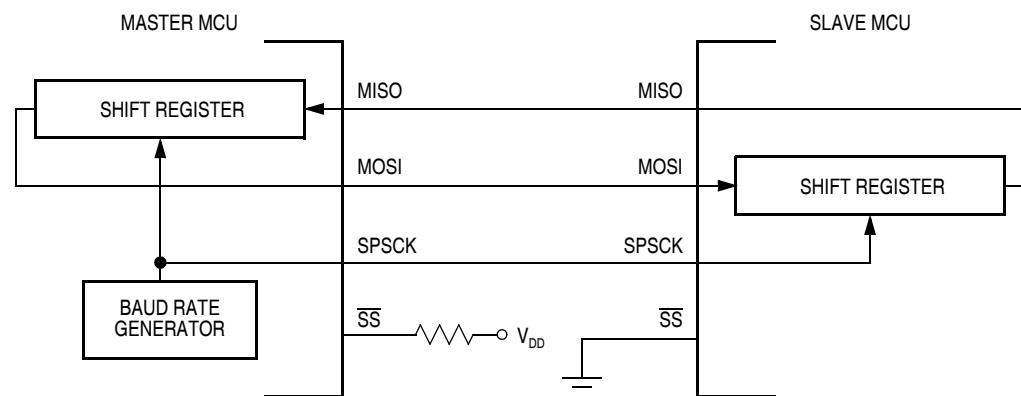 MASTER MCU
SLAVE MCU
SHIFT REGISTER
MISO
MISO
MOSI
MOSI
SHIFT REGISTER
SPSCK
SPSCK
BAUD RATE
GENERATOR
SS
V_DD
SS